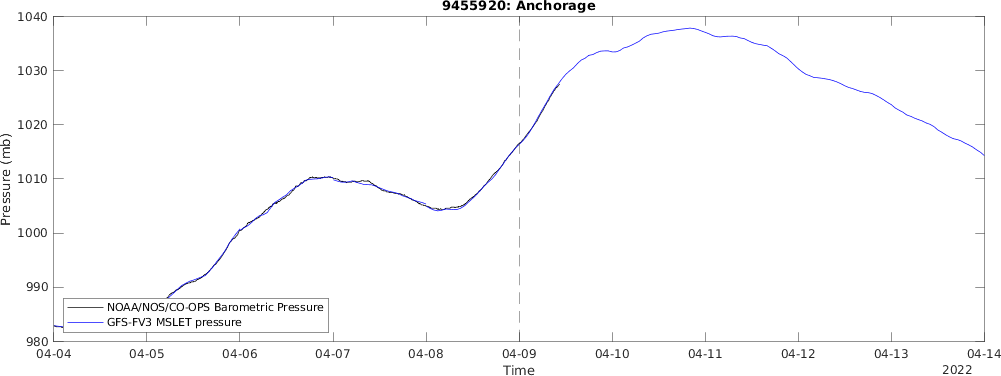 9455920: Anchorage
1040
1030
1020
1010
1000
990
980
Pressure (mb)
NOAA/NOS/CO-OPS Barometric Pressure
GFS-FV3 MSLET pressure
04-04 04-05 04-06 04-07 04-08 04-09 04-10 04-11 04-12 04-13 04-14
Time
2022